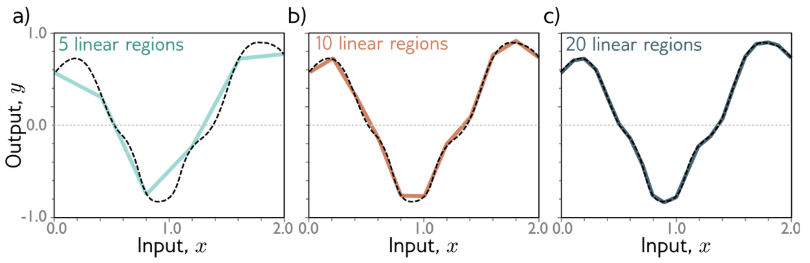 a)
5 linear regions
Output, y
1.0
0.0
-1.0
0.0
1.0
2.0
Input, x
b)
10 linear regions
0.0
1.0
2.0
Input, x
c)
20 linear regions
0.0
1.0
2.0
Input, x